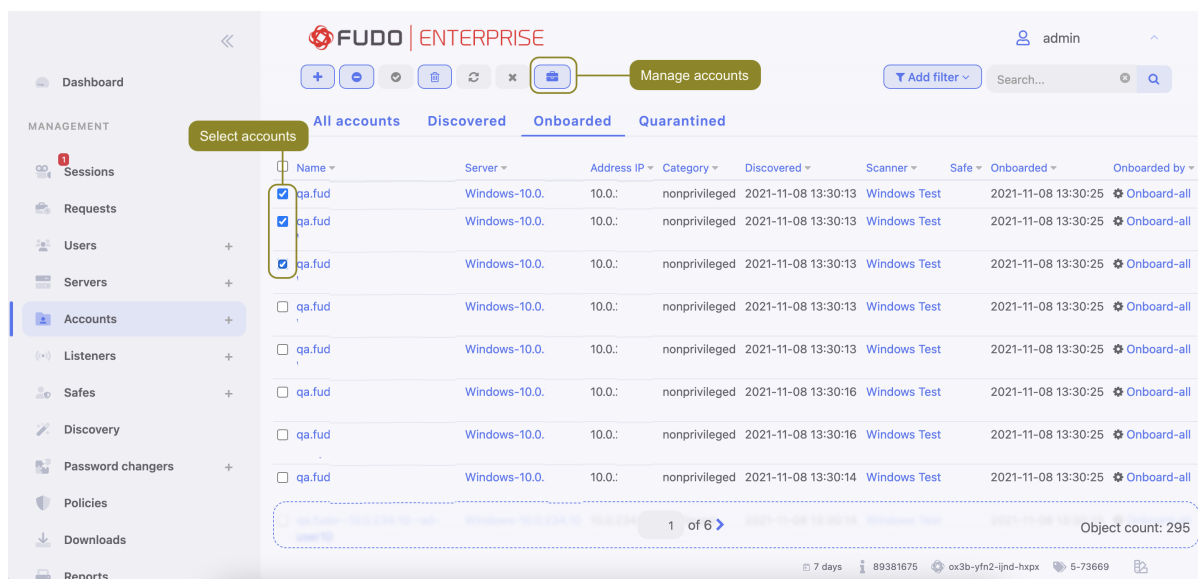 FUDO ENTERPRISE
admin
Manage accounts
Add filter
Search...
Dashboard
MANAGEMENT
Select accounts
All accounts Discovered Onboarded Quarantined
1
Sessions
Requests
Users +
Servers +
Accounts +
Listeners +
Safes +
Discovery
Password changers +
Policies
Downloads
Reports
Name Server Address IP Category Discovered Scanner Safe Onboarded Onboarded by
qa.fud Windows-10.0. 10.0.: nonprivileged 2021-11-08 13:30:13 Windows Test 2021-11-08 13:30:25 Onboard-all
qa.fud Windows-10.0. 10.0.: nonprivileged 2021-11-08 13:30:13 Windows Test 2021-11-08 13:30:25 Onboard-all
qa.fud Windows-10.0. 10.0.: nonprivileged 2021-11-08 13:30:13 Windows Test 2021-11-08 13:30:25 Onboard-all
qa.fud Windows-10.0. 10.0.: nonprivileged 2021-11-08 13:30:13 Windows Test 2021-11-08 13:30:25 Onboard-all
qa.fud Windows-10.0. 10.0.: nonprivileged 2021-11-08 13:30:13 Windows Test 2021-11-08 13:30:25 Onboard-all
qa.fud Windows-10.0. 10.0.: nonprivileged 2021-11-08 13:30:16 Windows Test 2021-11-08 13:30:25 Onboard-all
qa.fud Windows-10.0. 10.0.: nonprivileged 2021-11-08 13:30:16 Windows Test 2021-11-08 13:30:25 Onboard-all
qa.fud Windows-10.0. 10.0.: nonprivileged 2021-11-08 13:30:14 Windows Test 2021-11-08 13:30:25 Onboard-all
1 of 6
Object count: 295
7 days 89381675 ox3b-yfn2-ijnd-hxpx 5-73669